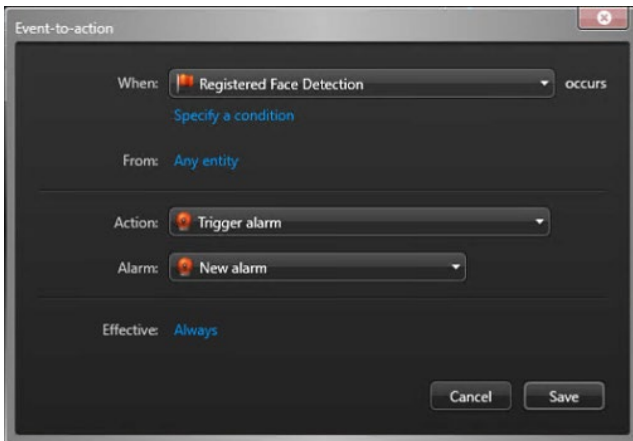 Event-to-action
When: Registered Face Detection occurs
Specify a condition
From: Any entity
Action: Trigger alarm
Alarm: New alarm
Effective: Always
Cancel Save